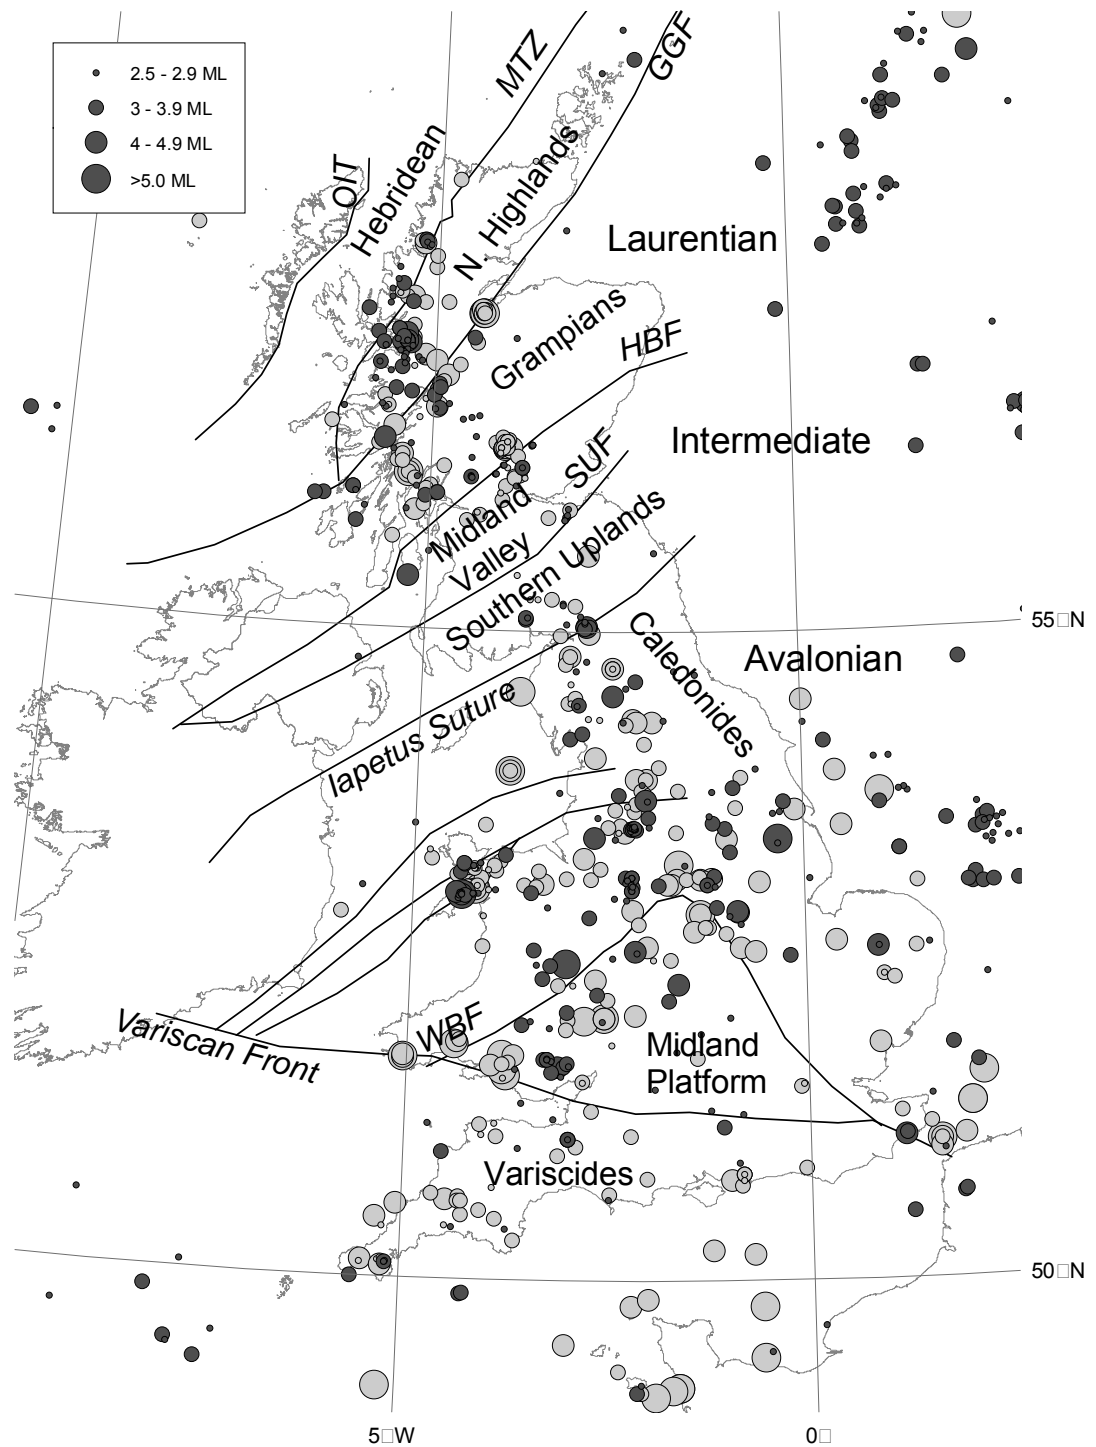 2.5 - 2.9 ML
3 - 3.9 ML
4 - 4.9 ML
>5.0 ML
MTZ
GGF
OIT
Hebridean
N. Highlands
Laurentian
Grampians
HBF
Intermediate
SUF
Midland
Valley
Southern Uplands
55□N
Caledonides
Avalonian
Iapetus Suture
WBF
Variscan Front
Midland
Platform
Variscides
50□N
5□W
0□